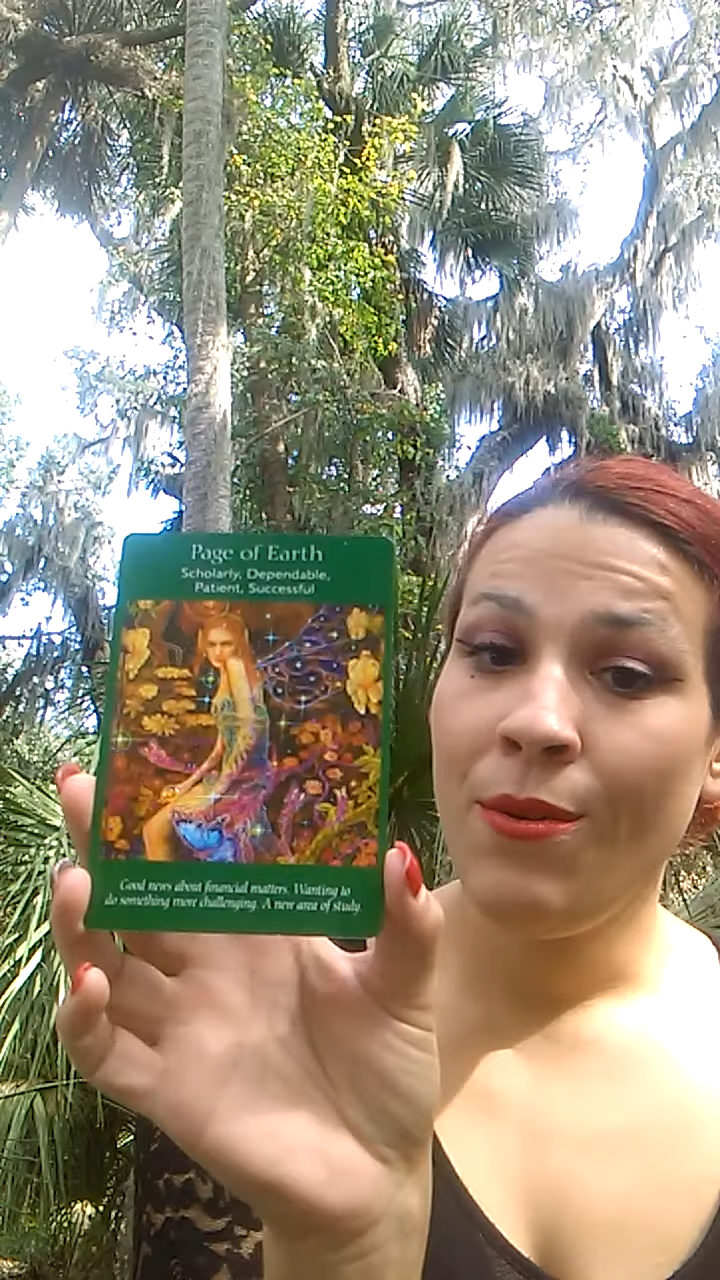 Page of Earth
Scholarly, Dependable,
Patient, Successful
Good news about financial matters. Wanting to
do something more challenging. A new area of study.